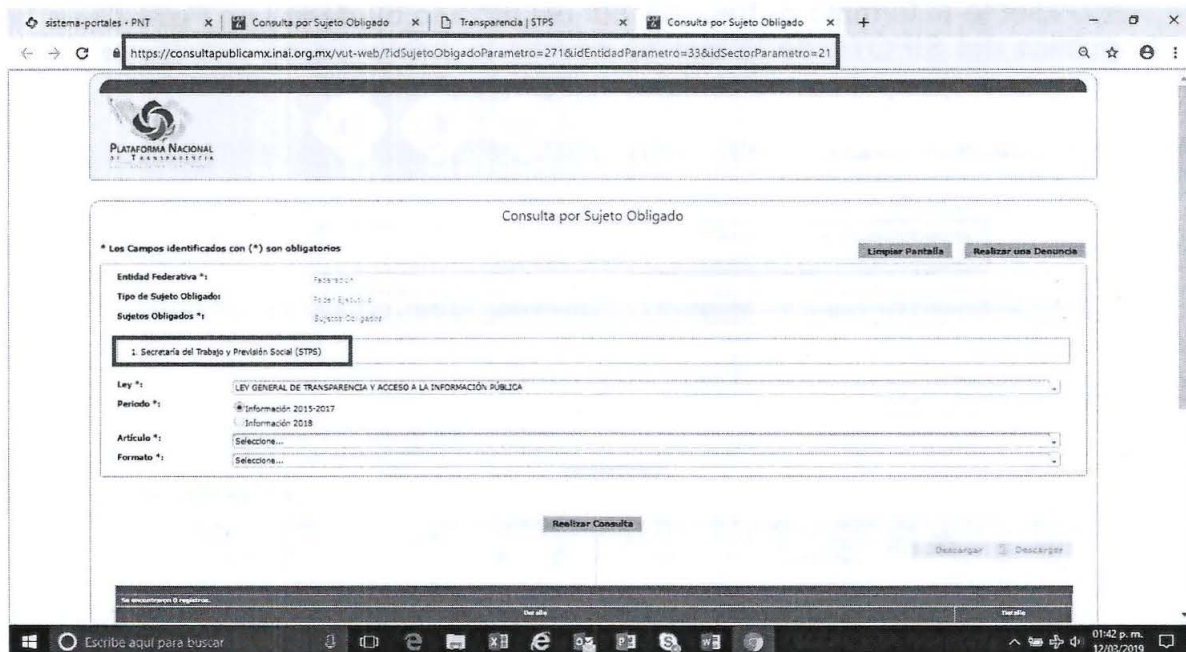 sistema-portales - PNT x Consulta por Sujeto Obligado x Transparencia | STPS x Consulta por Sujeto Obligado x +
https://consultapublicamx.inai.org.mx/vut-web/?idSujetoObigadoParametro=271&idEntidadParametro=33&idSectorParametro=21
PLATAFORMA NACIONAL
DE TRANSPARENCIA
Consulta por Sujeto Obligado
* Los Campos identificados con (*) son obligatorios
Limpiar Pantalla Realizar una Denuncia
Entidad Federativa *: Federación
Tipo de Sujeto Obligado: Poder Ejecutivo
Sujetos Obligados *: Sujetos Obligados
1. Secretaría del Trabajo y Previsión Social (STPS)
Ley *: LEY GENERAL DE TRANSPARENCIA Y ACCESO A LA INFORMACIÓN PÚBLICA
Periodo *: Información 2015-2017
Información 2018
Artículo *: Seleccione...
Formato *: Seleccione...
Realizar Consulta
Descargar Descargar
Se encontraron 0 registros.
Detalle Detalle
Escribe aquí para buscar
01:42 p. m.
12/03/2019